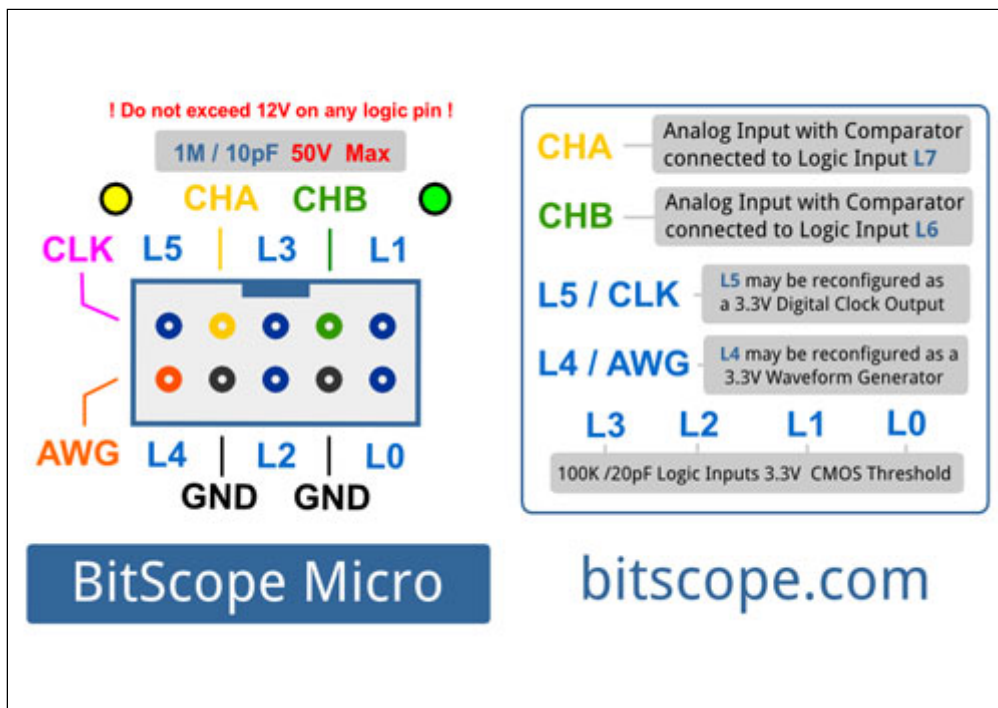 ! Do not exceed 12V on any logic pin !
1M / 10pF 50V Max
CHA CHB
CLK L5 L3 L1
AWG L4 L2 L0
GND GND
BitScope Micro
CHA
Analog Input with Comparator
connected to Logic Input L7
CHB
Analog Input with Comparator
connected to Logic Input L6
L5 / CLK
L5 may be reconfigured as
a 3.3V Digital Clock Output
L4 / AWG
L4 may be reconfigured as a
3.3V Waveform Generator
L3 L2 L1 L0
100K /20pF Logic Inputs 3.3V CMOS Threshold
bitscope.com